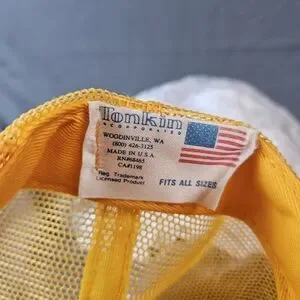 Tonkin
INCORPORATED
WOODINVILLE, WA
(800) 426-3125
MADE IN U.S.A.
RN#68465
CA#1198
Reg. Trademark
Licensed Product
FITS ALL SIZES